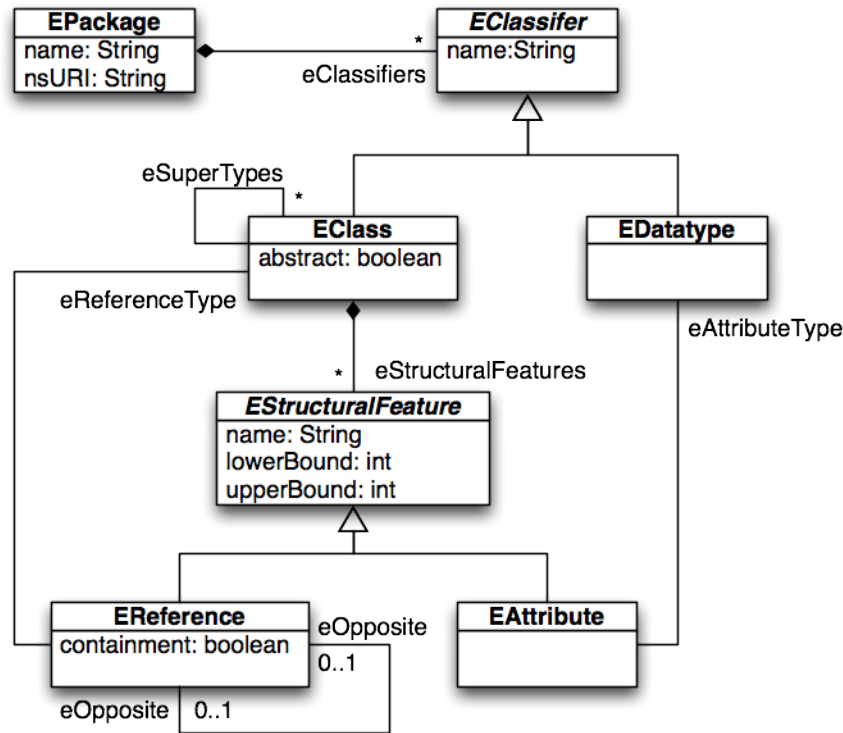 EPackage
name: String
nsURI: String
EClassifer
name:String
*
eClassifiers
eSuperTypes
*
EClass
abstract: boolean
EDatatype
eReferenceType
eAttributeType
*
eStructuralFeatures
EStructuralFeature
name: String
lowerBound: int
upperBound: int
EReference
containment: boolean
eOpposite
0..1
EAttribute
eOpposite
0..1